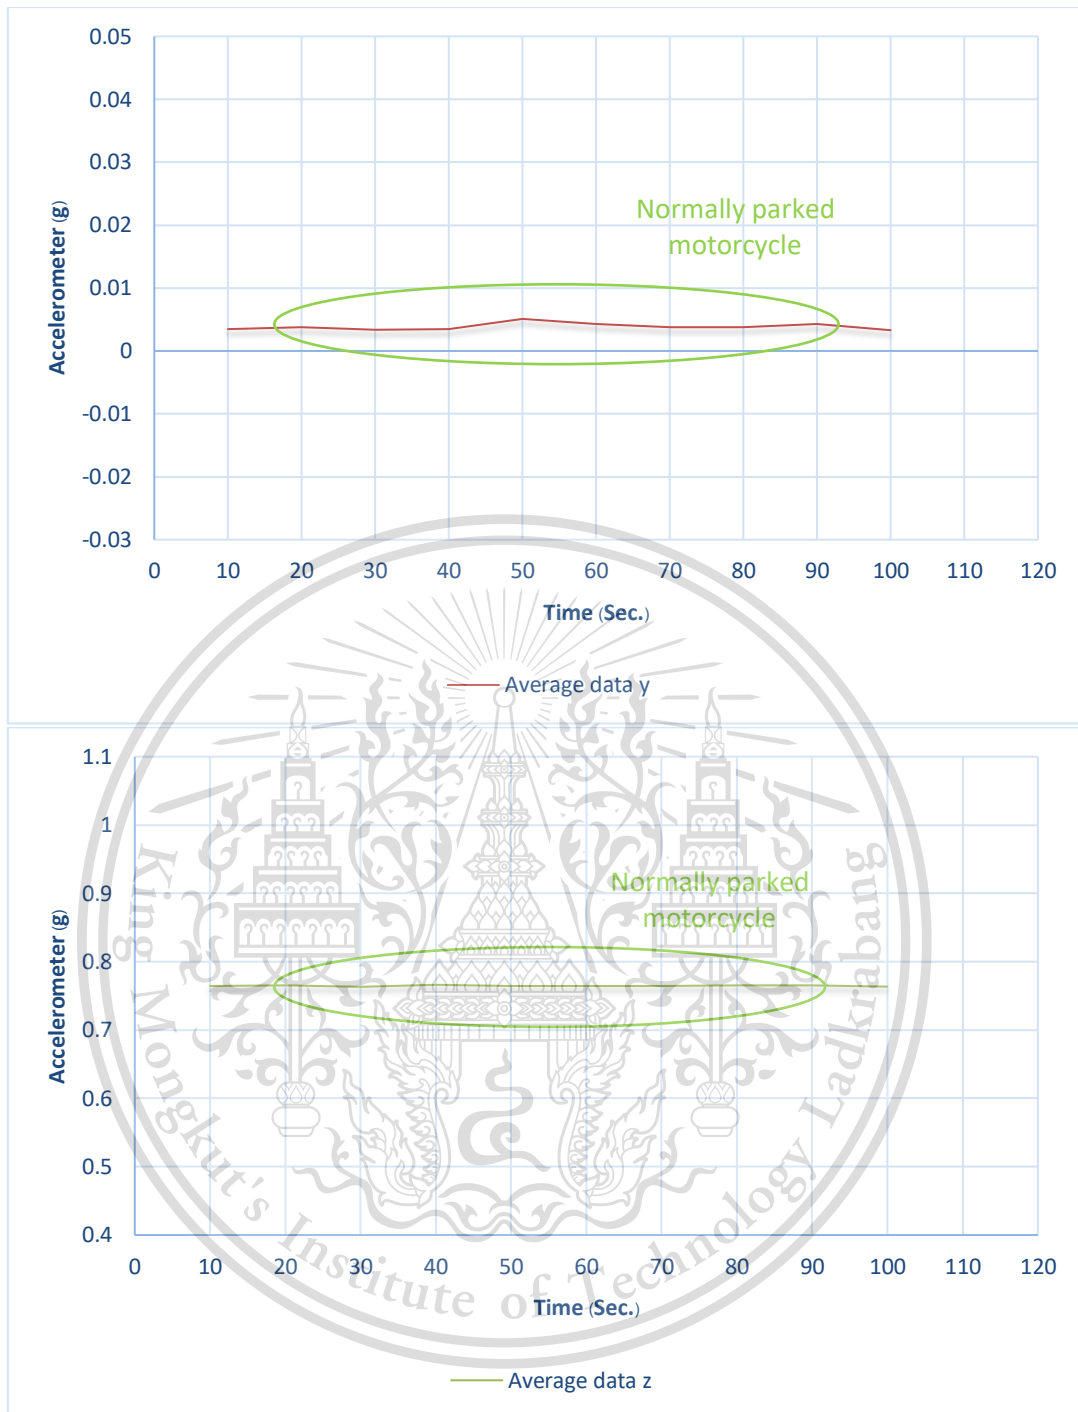 0.05
0.04
0.03
0.02
0.01
0
-0.01
-0.02
-0.03
Accelerometer (g)
Normally parked
motorcycle
0 10 20 30 40 50 60 70 80 90 100 110 120
Time (Sec.)
Average data y
1.1
1
0.9
0.8
0.7
0.6
0.5
0.4
Accelerometer (g)
Normally parked
motorcycle
0 10 20 30 40 50 60 70 80 90 100 110 120
Time (Sec.)
Average data z
King Mongkut's Institute of Technology Ladkrabang